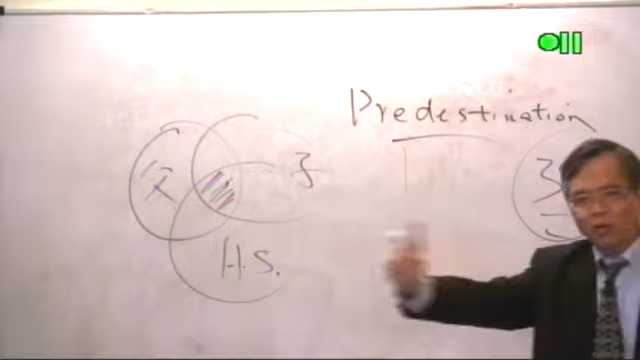 Predestination
父
子
H.S.